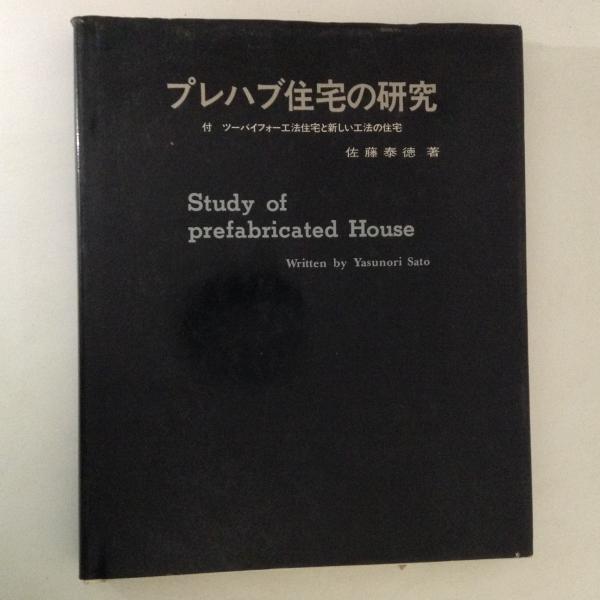 プレハブ住宅の研究
付 ツーバイフォー工法住宅と新しい工法の住宅
佐藤泰徳 著
Study of
prefabricated House
Written by Yasunori Sato